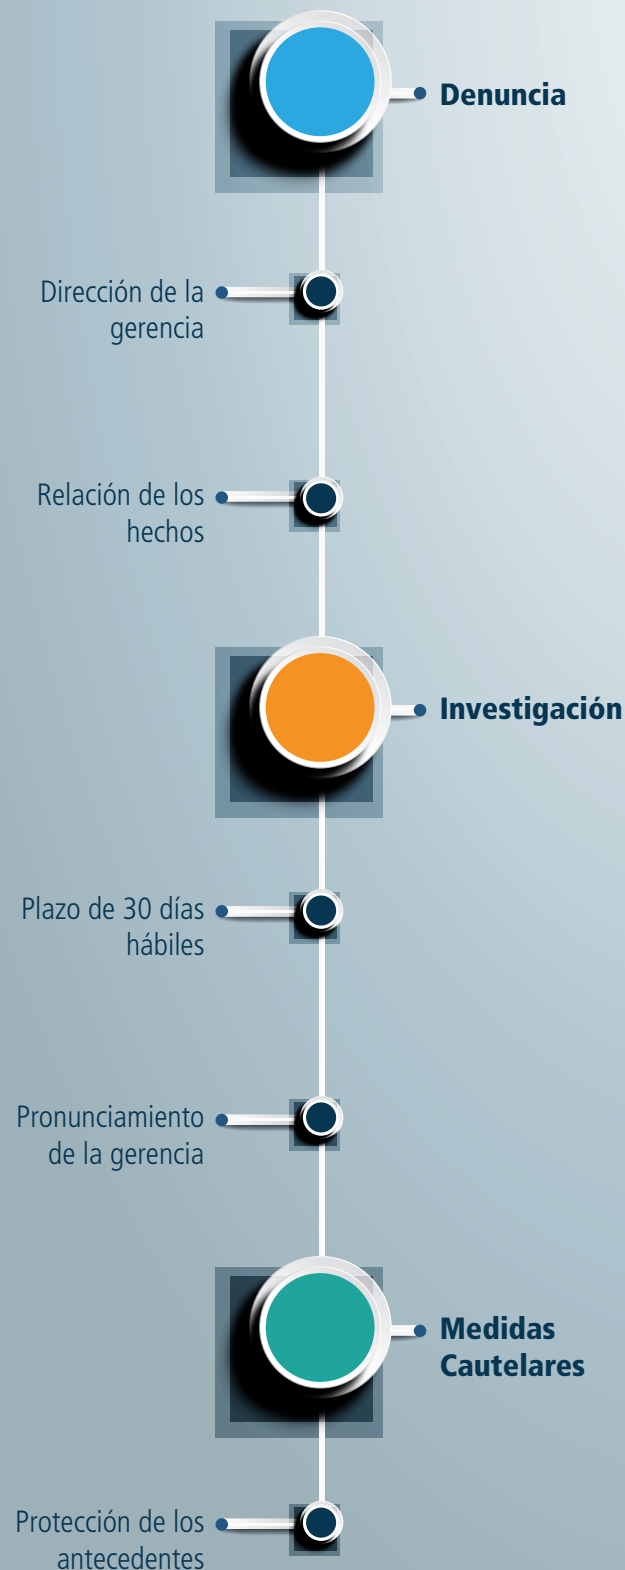 Denuncia
Dirección de la
gerencia
Relación de los
hechos
Investigación
Plazo de 30 días
hábiles
Pronunciamiento
de la gerencia
Medidas
Cautelares
Protección de los
antecedentes